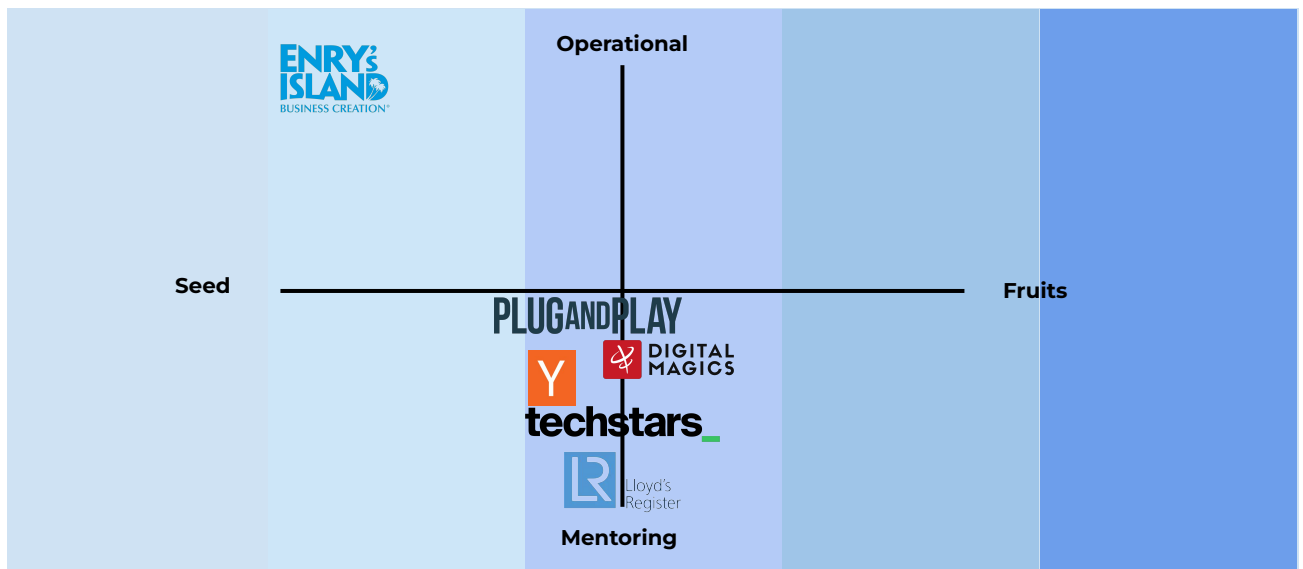 Operational
ENRY's
ISLAND
BUSINESS CREATION
Seed
Fruits
PLUGANDPLAY
DIGITAL
MAGICS
Y
techstars_
LR
Lloyd's
Register
Mentoring